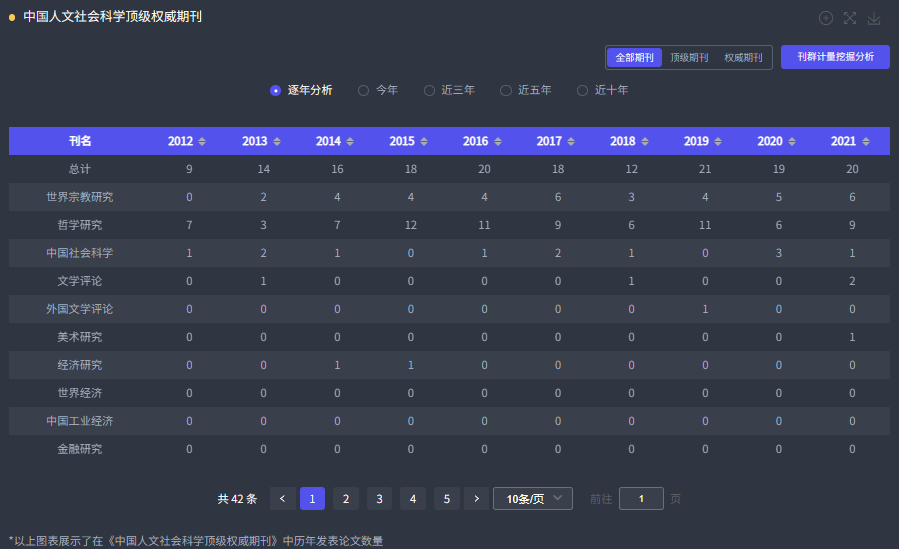 中国人文社会科学顶级权威期刊
全部期刊 顶级期刊 权威期刊 刊群计量挖掘分析
逐年分析 今年 近三年 近五年 近十年
刊名 2012 2013 2014 2015 2016 2017 2018 2019 2020 2021
总计 9 14 16 18 20 18 12 21 19 20
世界宗教研究 0 2 4 4 4 6 3 4 5 6
哲学研究 7 3 7 12 11 9 6 11 6 9
中国社会科学 1 2 1 0 1 2 1 0 3 1
文学评论 0 1 0 0 0 0 1 0 0 2
外国文学评论 0 0 0 0 0 0 0 1 0 0
美术研究 0 0 0 0 0 0 0 0 0 1
经济研究 0 0 1 1 0 0 0 0 0 0
世界经济 0 0 0 0 0 0 0 0 0 0
中国工业经济 0 0 0 0 0 0 0 0 0 0
金融研究 0 0 0 0 0 0 0 0 0 0
共 42 条 < 1 2 3 4 5 > 10条/页 前往 1 页
*以上图表展示了在《中国人文社会科学顶级权威期刊》中历年发表论文数量